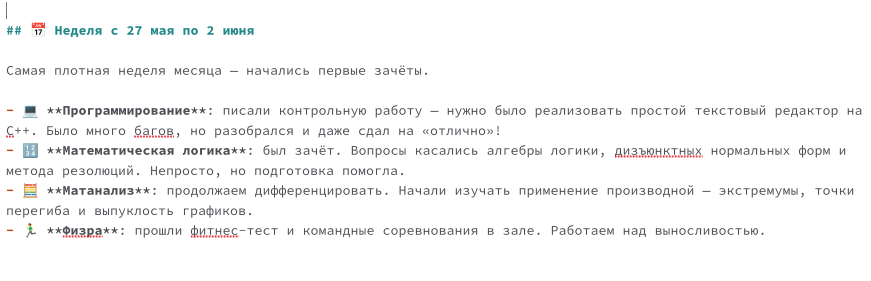 ## 📅 Неделя с 27 мая по 2 июня
Самая плотная неделя месяца — начались первые зачёты.
- 💻 **Программирование**: писали контрольную работу — нужно было реализовать простой текстовый редактор на
C++. Было много багов, но разобрался и даже сдал на «отлично»!
- 🔢 **Математическая логика**: был зачёт. Вопросы касались алгебры логики, дизъюнктных нормальных форм и
метода резолюций. Непросто, но подготовка помогла.
- 🧮 **Матанализ**: продолжаем дифференцировать. Начали изучать применение производной — экстремумы, точки
перегиба и выпуклость графиков.
- 🏃‍♂️ **Физра**: прошли фитнес-тест и командные соревнования в зале. Работаем над выносливостью.